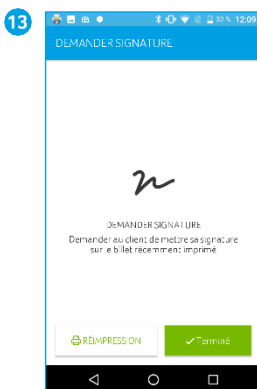 13
32 % 12:09
DEMANDER SIGNATURE
DEMANDER SIGNATURE
Demander au client de mettre sa signature
sur le billet récemment imprimé
RÉIMPRESSION
Terminé